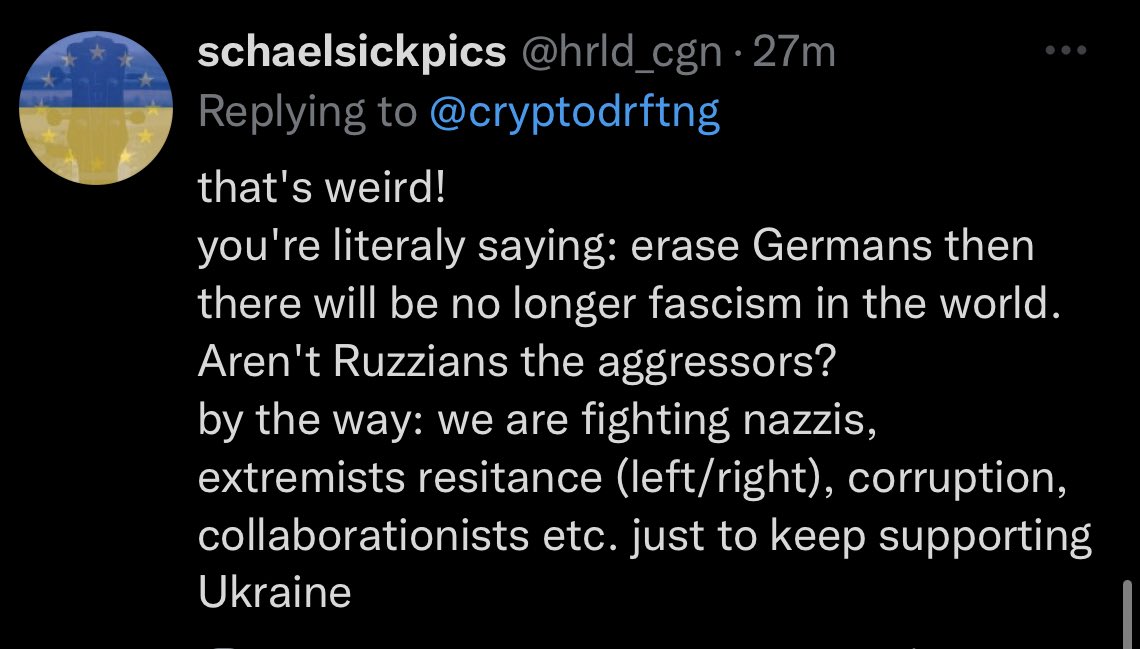 schaelsickpics @hrld_cgn · 27m
Replying to @cryptodrftng
that's weird!
you're literaly saying: erase Germans then
there will be no longer fascism in the world.
Aren't Ruzzians the aggressors?
by the way: we are fighting nazzis,
extremists resitance (left/right), corruption,
collaborationists etc. just to keep supporting
Ukraine